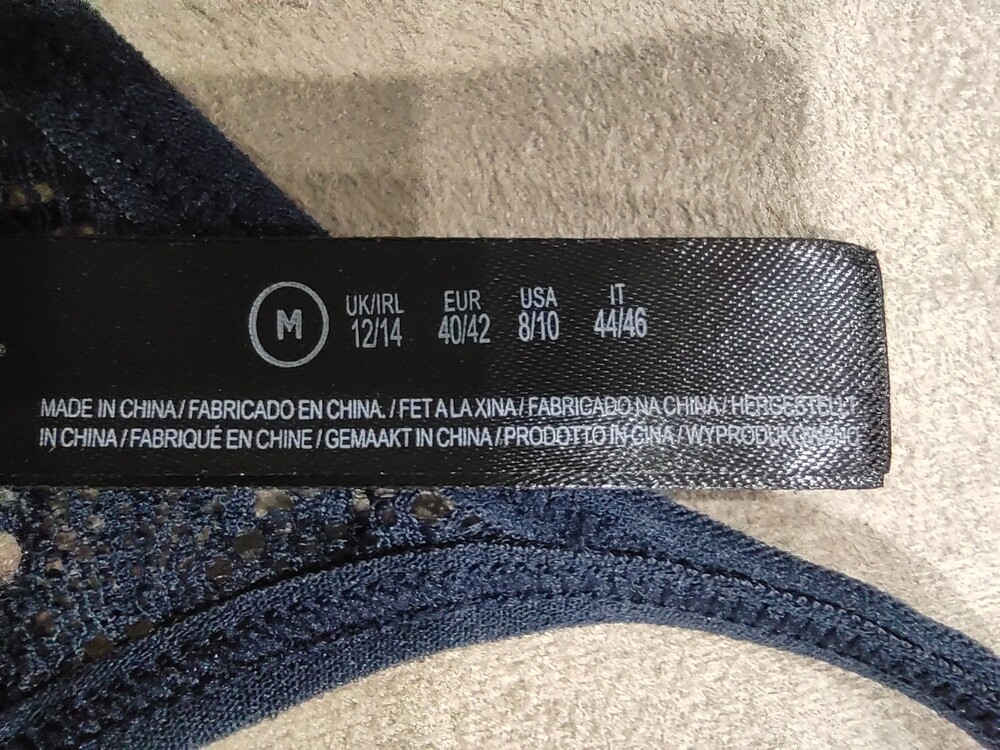 M
UK/IRL EUR USA IT
12/14 40/42 8/10 44/46
MADE IN CHINA / FABRICADO EN CHINA. / FET A LA XINA / FABRICADO NA CHINA / HERGESTELLT
IN CHINA / FABRIQUÉ EN CHINE / GEMAAKT IN CHINA / PRODOTTO IN CINA / WYPRODUKOWANO